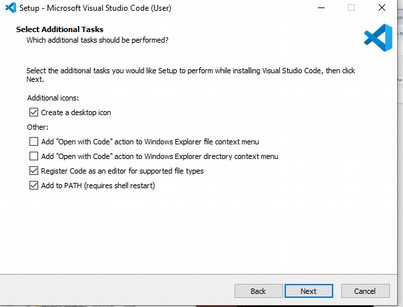 Setup - Microsoft Visual Studio Code (User)
Select Additional Tasks
Which additional tasks should be performed?
Select the additional tasks you would like Setup to perform while installing Visual Studio Code, then click
Next.
Additional icons:
Create a desktop icon
Other:
Add "Open with Code" action to Windows Explorer file context menu
Add "Open with Code" action to Windows Explorer directory context menu
Register Code as an editor for supported file types
Add to PATH (requires shell restart)
Back Next Cancel